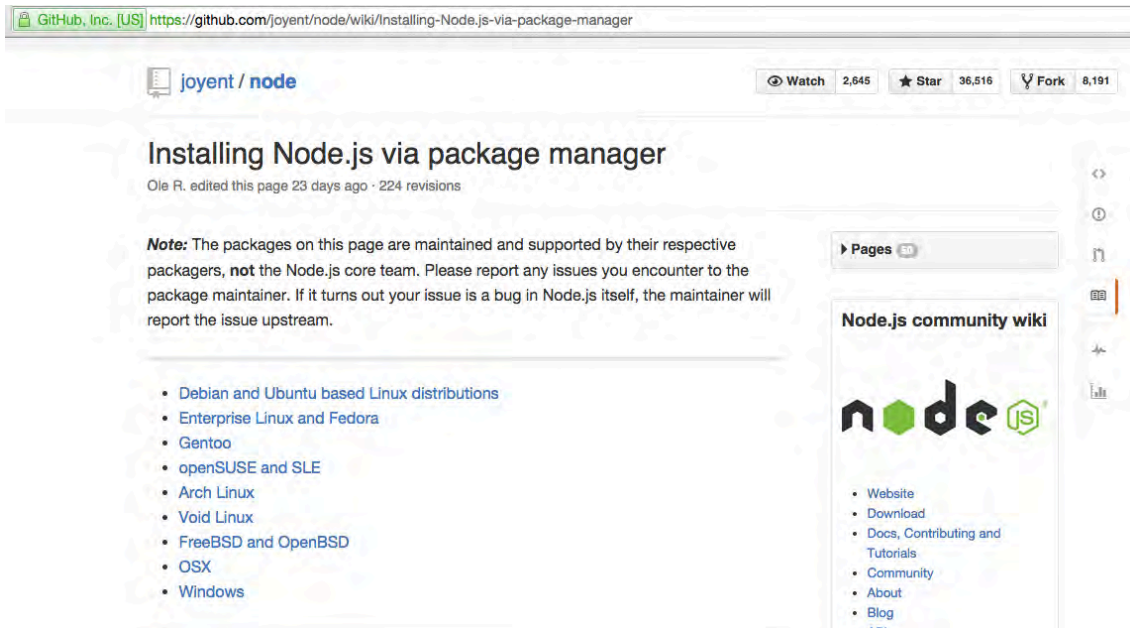 GitHub, Inc. [US] https://github.com/joyent/node/wiki/Installing-Node.js-via-package-manager
joyent / node
Watch 2,645 Star 36,516 Fork 8,191
Installing Node.js via package manager
Ole R. edited this page 23 days ago · 224 revisions
Note: The packages on this page are maintained and supported by their respective
packagers, not the Node.js core team. Please report any issues you encounter to the
package maintainer. If it turns out your issue is a bug in Node.js itself, the maintainer will
report the issue upstream.
• Debian and Ubuntu based Linux distributions
• Enterprise Linux and Fedora
• Gentoo
• openSUSE and SLE
• Arch Linux
• Void Linux
• FreeBSD and OpenBSD
• OSX
• Windows
Pages
Node.js community wiki
node JS
• Website
• Download
• Docs, Contributing and
Tutorials
• Community
• About
• Blog